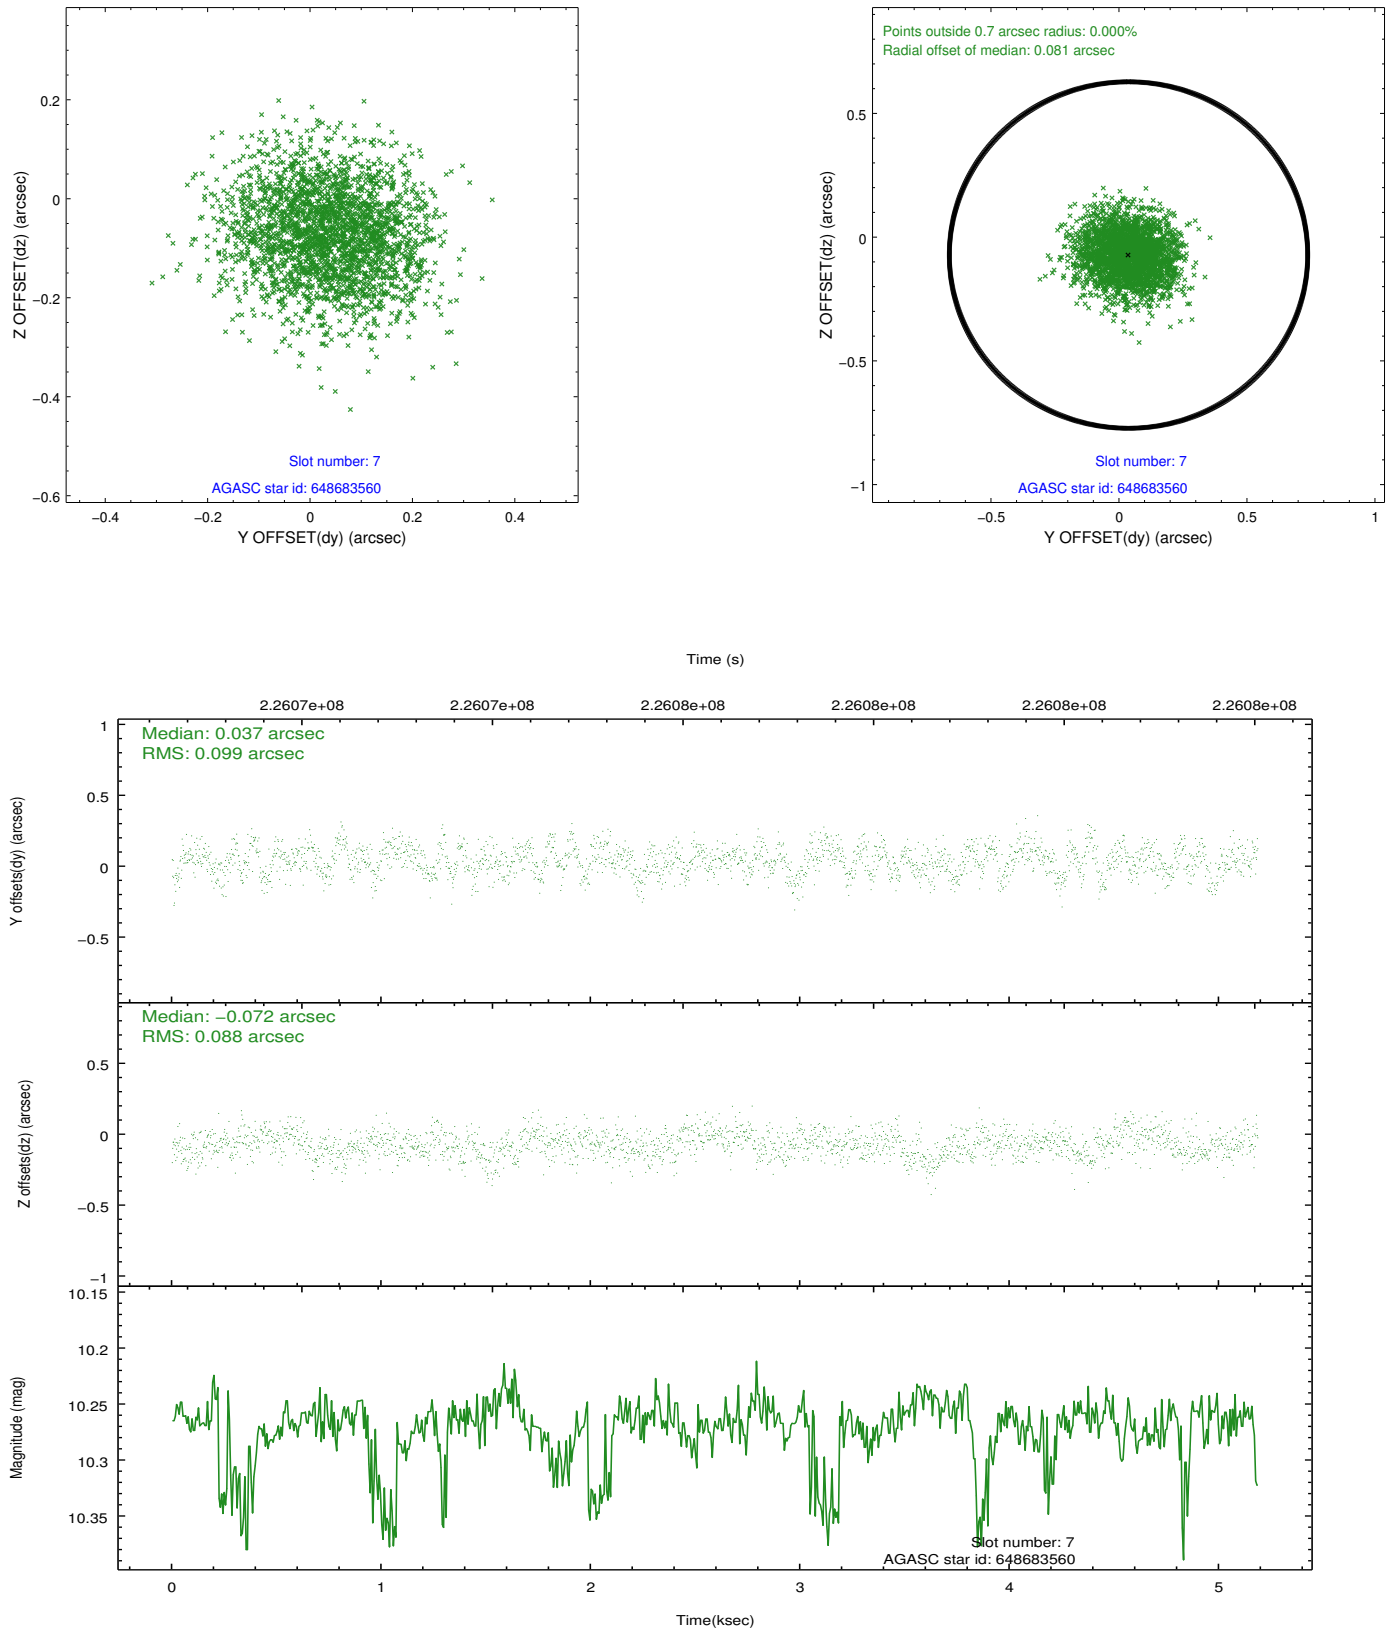 0.2
0
−0.2
−0.4
−0.6
Z OFFSET(dz) (arcsec)
Slot number: 7
AGASC star id: 648683560
−0.4 −0.2 0 0.2 0.4
Y OFFSET(dy) (arcsec)
Points outside 0.7 arcsec radius: 0.000%
Radial offset of median: 0.081 arcsec
0.5
0
−0.5
−1
Z OFFSET(dz) (arcsec)
Slot number: 7
AGASC star id: 648683560
−0.5 0 0.5 1
Y OFFSET(dy) (arcsec)
Time (s)
2.2607e+08 2.2607e+08 2.2608e+08 2.2608e+08 2.2608e+08 2.2608e+08
Median: 0.037 arcsec
RMS: 0.099 arcsec
1
0.5
0
−0.5
Y offsets(dy) (arcsec)
Median: −0.072 arcsec
RMS: 0.088 arcsec
0.5
0
−0.5
−1
Z offsets(dz) (arcsec)
10.15
10.2
10.25
10.3
10.35
Magnitude (mag)
Slot number: 7
AGASC star id: 648683560
0 1 2 3 4 5
Time(ksec)